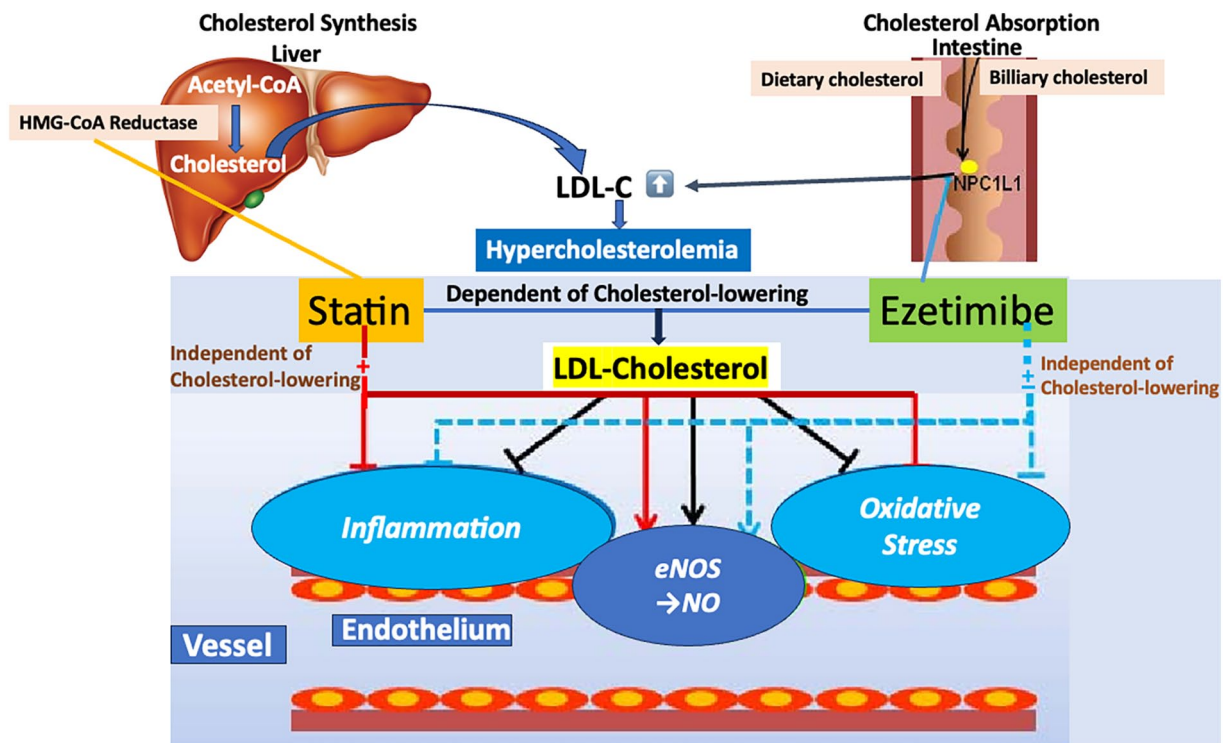 Cholesterol Synthesis
Liver
Acetyl-CoA
HMG-CoA Reductase
Cholesterol
Cholesterol Absorption
Intestine
Dietary cholesterol
Billiary cholesterol
NPC1L1
LDL-C
Hypercholesterolemia
Statin
Dependent of Cholesterol-lowering
Ezetimibe
Independent of
Cholesterol-lowering
LDL-Cholesterol
Independent of
Cholesterol-lowering
+
±
Inflammation
Oxidative
Stress
eNOS
→NO
Endothelium
Vessel